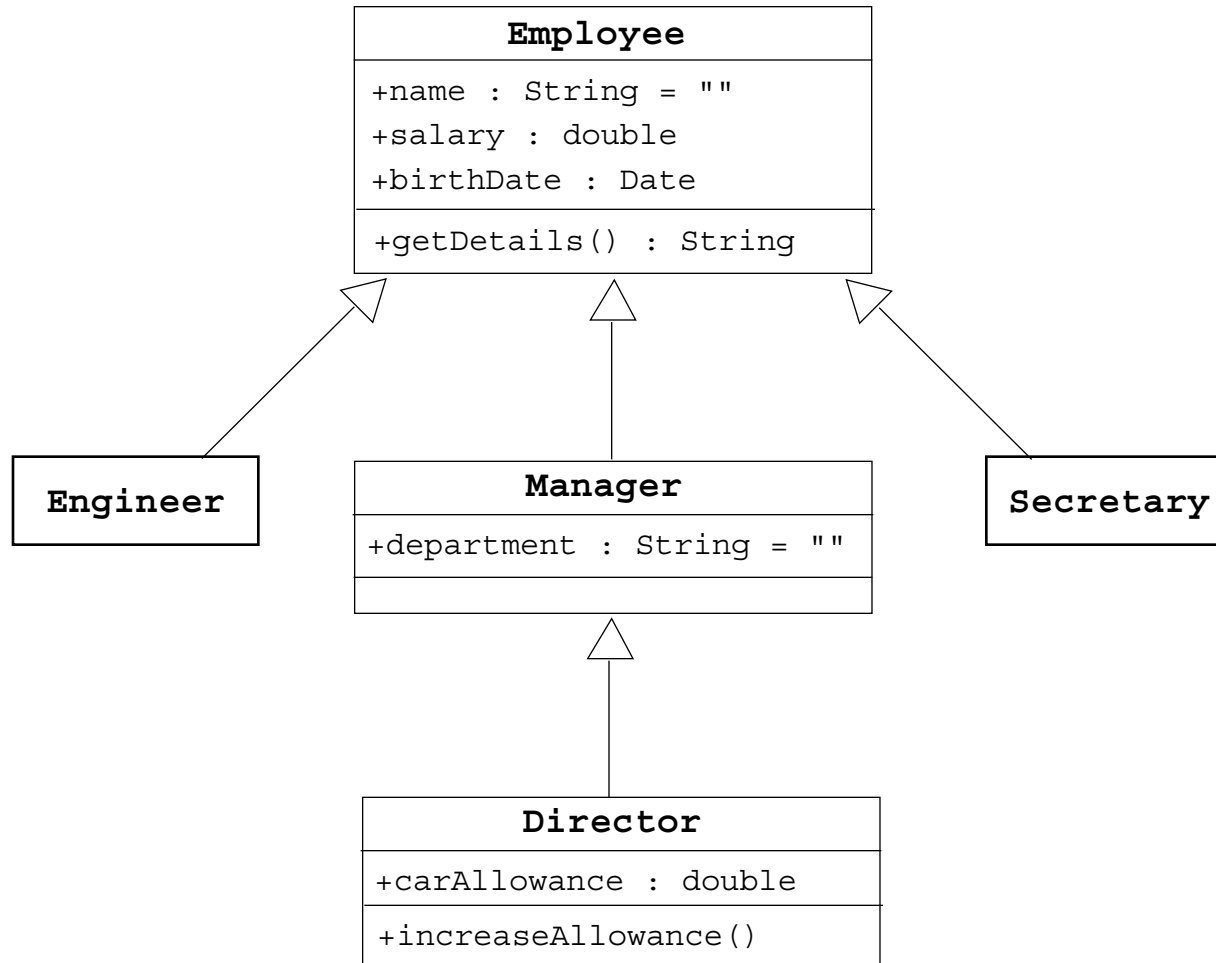 Employee
+name : String = ""
+salary : double
+birthDate : Date
+getDetails() : String
Engineer
Manager
Secretary
+department : String = ""
Director
+carAllowance : double
+increaseAllowance()